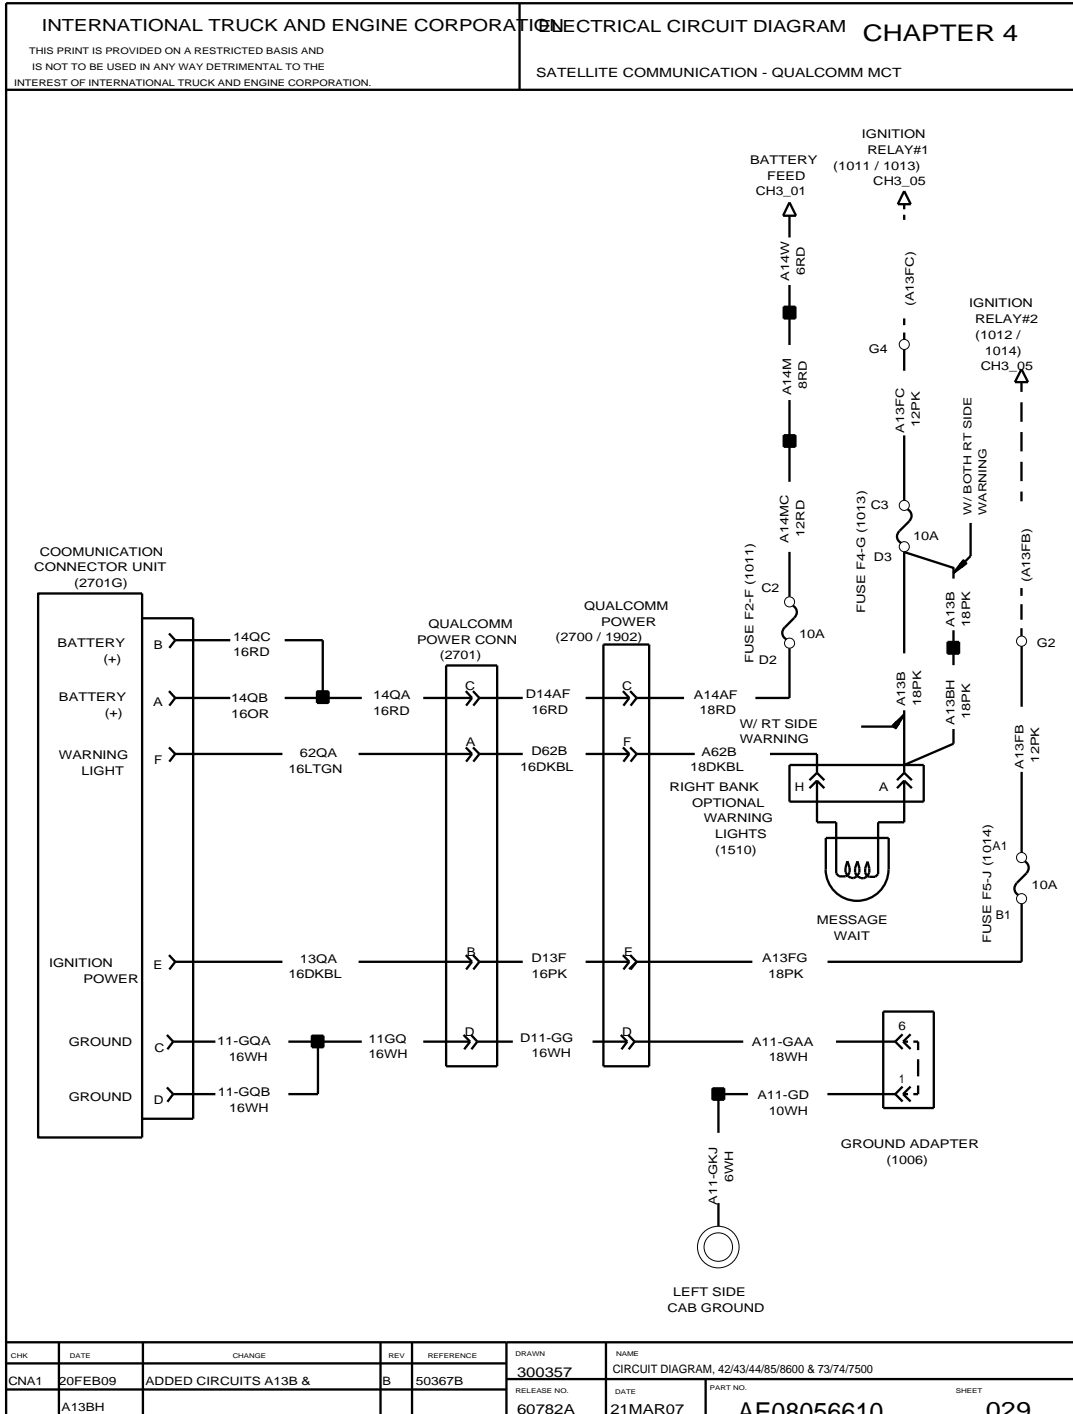 INTERNATIONAL TRUCK AND ENGINE CORPORATION
THIS PRINT IS PROVIDED ON A RESTRICTED BASIS AND
IS NOT TO BE USED IN ANY WAY DETRIMENTAL TO THE
INTEREST OF INTERNATIONAL TRUCK AND ENGINE CORPORATION.
ELECTRICAL CIRCUIT DIAGRAM CHAPTER 4
SATELLITE COMMUNICATION - QUALCOMM MCT
BATTERY
FEED
CH3_01
IGNITION
RELAY#1
(1011 / 1013)
CH3_05
IGNITION
RELAY#2
(1012 /
1014)
CH3_05
A14W
6RD
A14M
8RD
A14MC
12RD
FUSE F2-F (1011)
C2
10A
D2
(A13FC)
G4
A13FC
12PK
FUSE F4-G (1013)
C3
10A
D3
W/ BOTH RT SIDE
WARNING
A13B
18PK
A13BH
18PK
A13B
18PK
(A13FB)
G2
A13FB
12PK
FUSE F5-J (1014)
A1
10A
B1
COOMUNICATION
CONNECTOR UNIT
(2701G)
BATTERY
(+)
B
14QC
16RD
BATTERY
(+)
A
14QB
16OR
14QA
16RD
WARNING
LIGHT
F
62QA
16LTGN
IGNITION
POWER
E
13QA
16DKBL
GROUND
C
11-GQA
16WH
11GQ
16WH
GROUND
D
11-GQB
16WH
QUALCOMM
POWER CONN
(2701)
C
A
B
D
D14AF
16RD
D62B
16DKBL
D13F
16PK
D11-GG
16WH
QUALCOMM
POWER
(2700 / 1902)
C
F
E
D
A14AF
18RD
A62B
18DKBL
W/ RT SIDE
WARNING
RIGHT BANK
OPTIONAL
WARNING
LIGHTS
(1510)
H
A
MESSAGE
WAIT
A13FG
18PK
A11-GAA
18WH
6
1
A11-GD
10WH
GROUND ADAPTER
(1006)
A11-GKJ
6WH
LEFT SIDE
CAB GROUND
CHK DATE CHANGE REV REFERENCE
CNA1 20FEB09 ADDED CIRCUITS A13B & B 50367B
A13BH
DRAWN
300357
NAME
CIRCUIT DIAGRAM, 42/43/44/85/8600 & 73/74/7500
RELEASE NO.
60782A
DATE
21MAR07
PART NO.
AE08056610
SHEET
029